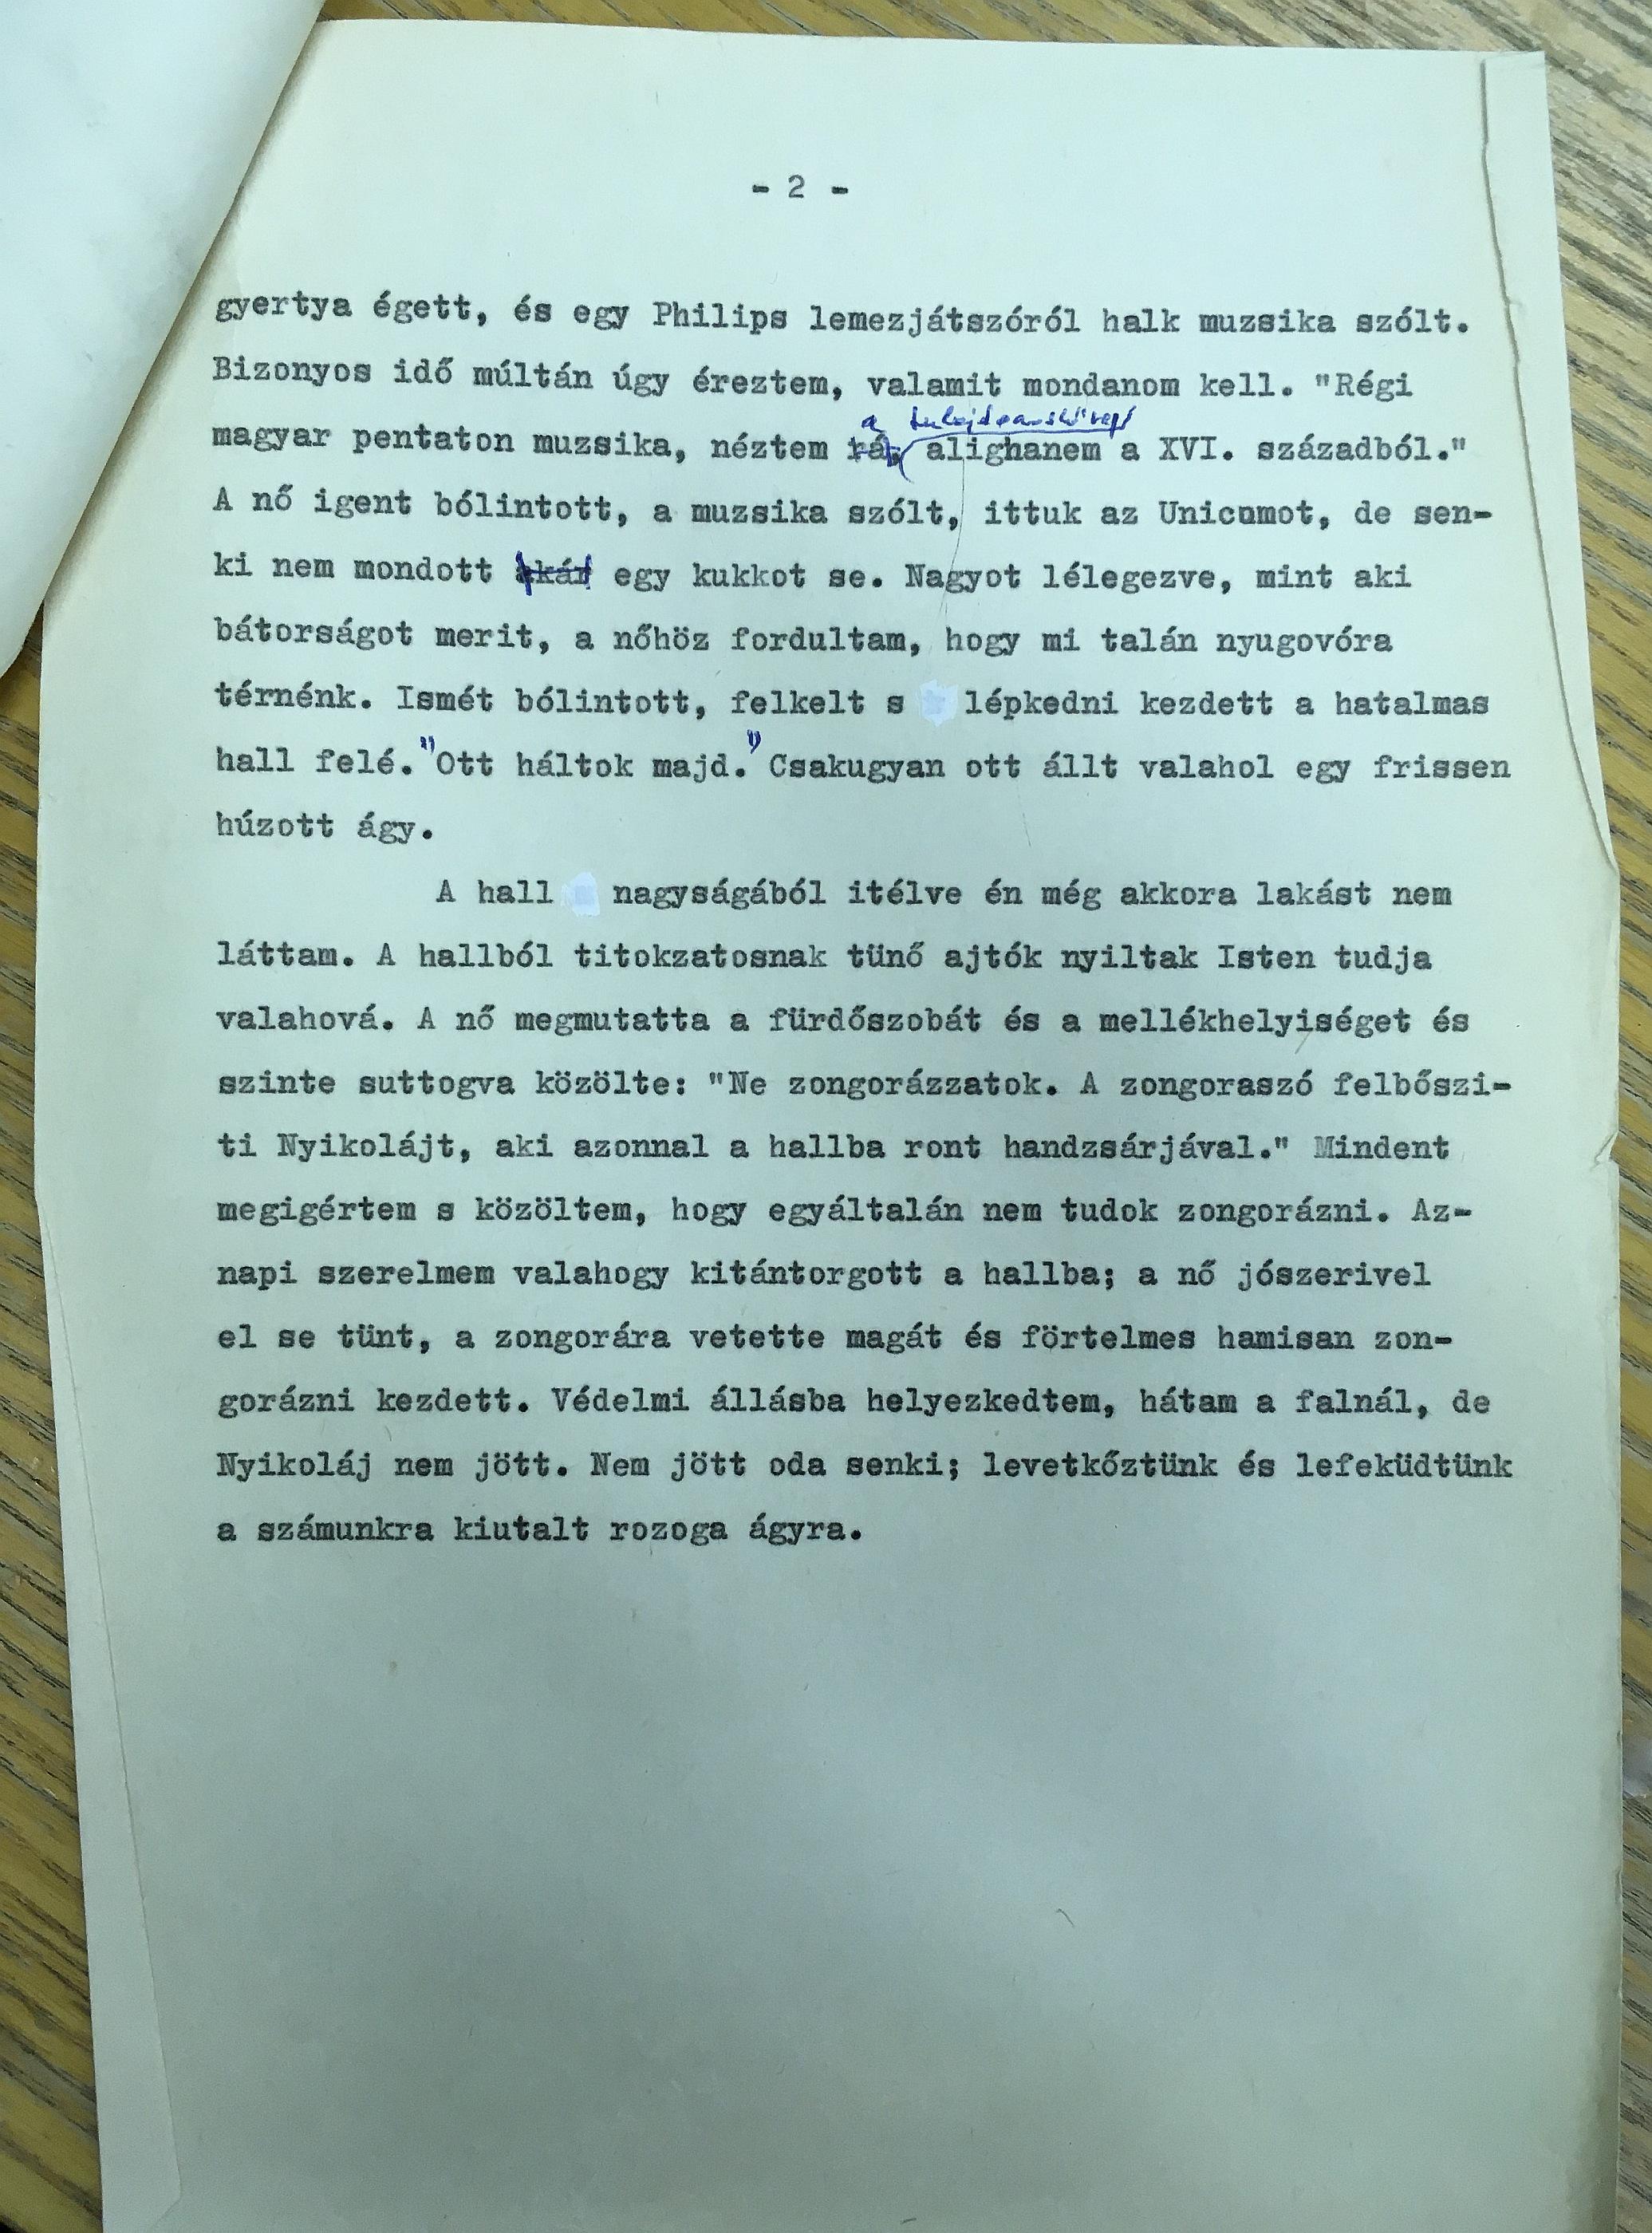 - 2 -
gyertya égett, és egy Philips lemezjátszóról halk muzsika szólt.
Bizonyos idő múltán úgy éreztem, valamit mondanom kell. "Régi
a
magyar pentaton muzsika, néztem rá, alighanem a XVI. századból."
A nő igent bólintott, a muzsika szólt, ittuk az Unicumot, de sen-
ki nem mondott akár egy kukkot se. Nagyot lélegezve, mint aki
bátorságot merit, a nőhöz fordultam, hogy mi talán nyugovóra
térnénk. Ismét bólintott, felkelt s lépkedni kezdett a hatalmas
hall felé. "Ott háltok majd." Csakugyan ott állt valahol egy frissen
húzott ágy.
A hall nagyságából itélve én még akkora lakást nem
láttam. A hallból titokzatosnak tünő ajtók nyiltak Isten tudja
valahová. A nő megmutatta a fürdőszobát és a mellékhelyiséget és
szinte suttogva közölte: "Ne zongorázzatok. A zongoraszó felbőszi-
ti Nyikolájt, aki azonnal a hallba ront handzsárjával." Mindent
megigértem s közöltem, hogy egyáltalán nem tudok zongorázni. Az-
napi szerelmem valahogy kitántorgott a hallba; a nő jószerivel
el se tünt, a zongorára vetette magát és förtelmes hamisan zon-
gorázni kezdett. Védelmi állásba helyezkedtem, hátam a falnál, de
Nyikoláj nem jött. Nem jött oda senki; levetkőztünk és lefeküdtünk
a számunkra kiutalt rozoga ágyra.